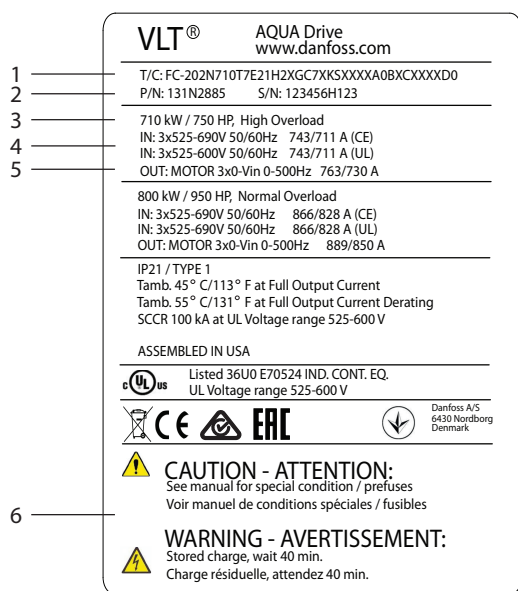 VLT® AQUA Drive
www.danfoss.com
1 T/C: FC-202N710T7E21H2XGC7XKSXXXXA0BXCXXXXD0
2 P/N: 131N2885 S/N: 123456H123
3 710 kW / 750 HP, High Overload
4 IN: 3x525-690V 50/60Hz 743/711 A (CE)
IN: 3x525-600V 50/60Hz 743/711 A (UL)
5 OUT: MOTOR 3x0-Vin 0-500Hz 763/730 A
800 kW / 950 HP, Normal Overload
IN: 3x525-690V 50/60Hz 866/828 A (CE)
IN: 3x525-690V 50/60Hz 866/828 A (UL)
OUT: MOTOR 3x0-Vin 0-500Hz 889/850 A
IP21 / TYPE 1
Tamb. 45° C/113° F at Full Output Current
Tamb. 55° C/131° F at Full Output Current Derating
SCCR 100 kA at UL Voltage range 525-600 V
ASSEMBLED IN USA
c UL us Listed 36U0 E70524 IND. CONT. EQ.
UL Voltage range 525-600 V
CE EAC
Danfoss A/S
6430 Nordborg
Denmark
CAUTION - ATTENTION:
See manual for special condition / prefuses
Voir manuel de conditions spéciales / fusibles
6
WARNING - AVERTISSEMENT:
Stored charge, wait 40 min.
Charge résiduelle, attendez 40 min.